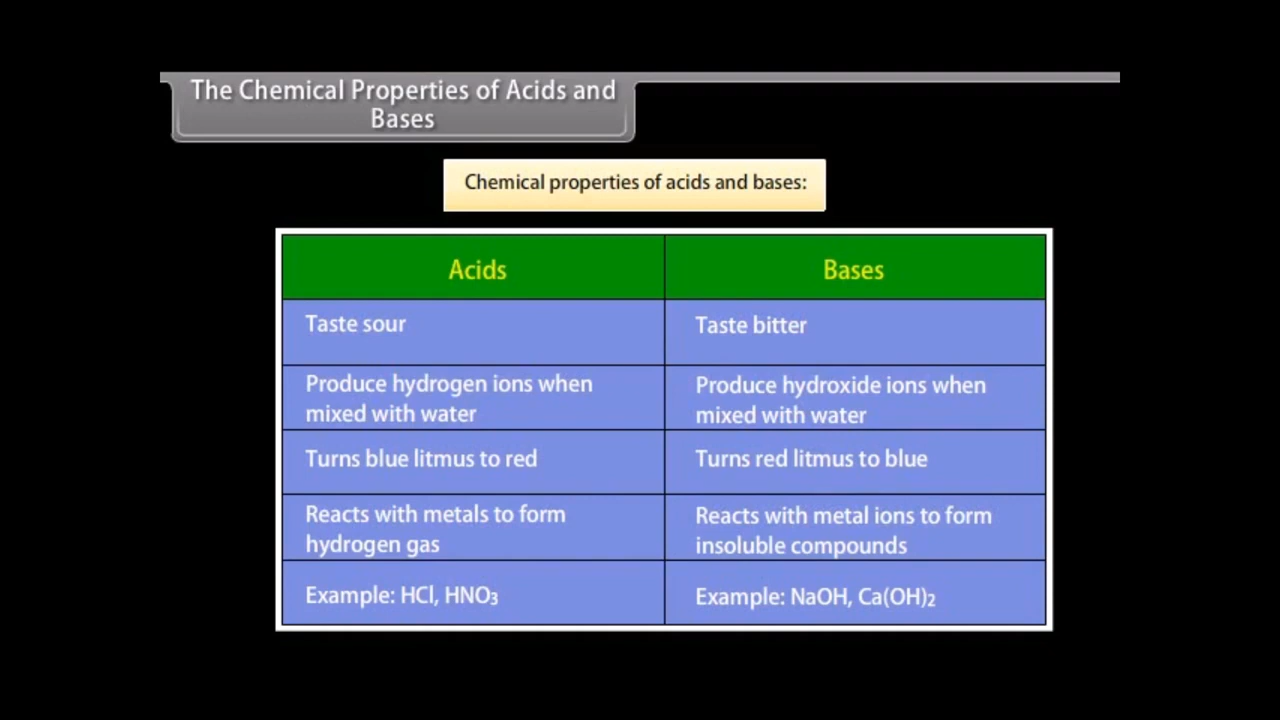 The Chemical Properties of Acids and
Bases
Chemical properties of acids and bases:
Acids
Bases
Taste sour
Taste bitter
Produce hydrogen ions when
mixed with water
Produce hydroxide ions when
mixed with water
Turns blue litmus to red
Turns red litmus to blue
Reacts with metals to form
hydrogen gas
Reacts with metal ions to form
insoluble compounds
Example: HCl, HNO₃
Example: NaOH, Ca(OH)₂